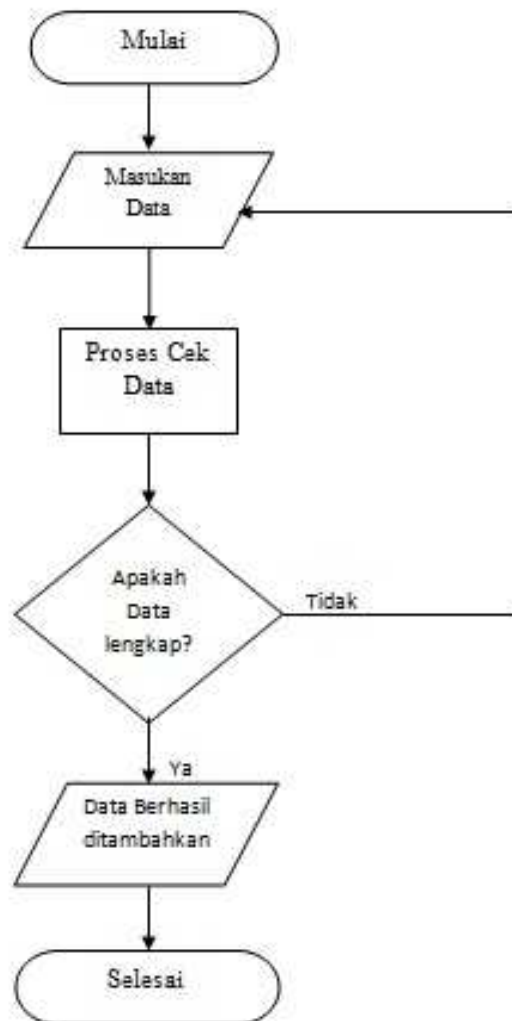 Mulai
Masukan
Data
Proses Cek
Data
Apakah
Data
lengkap?
Tidak
Ya
Data Berhasil
ditambahkan
Selesai